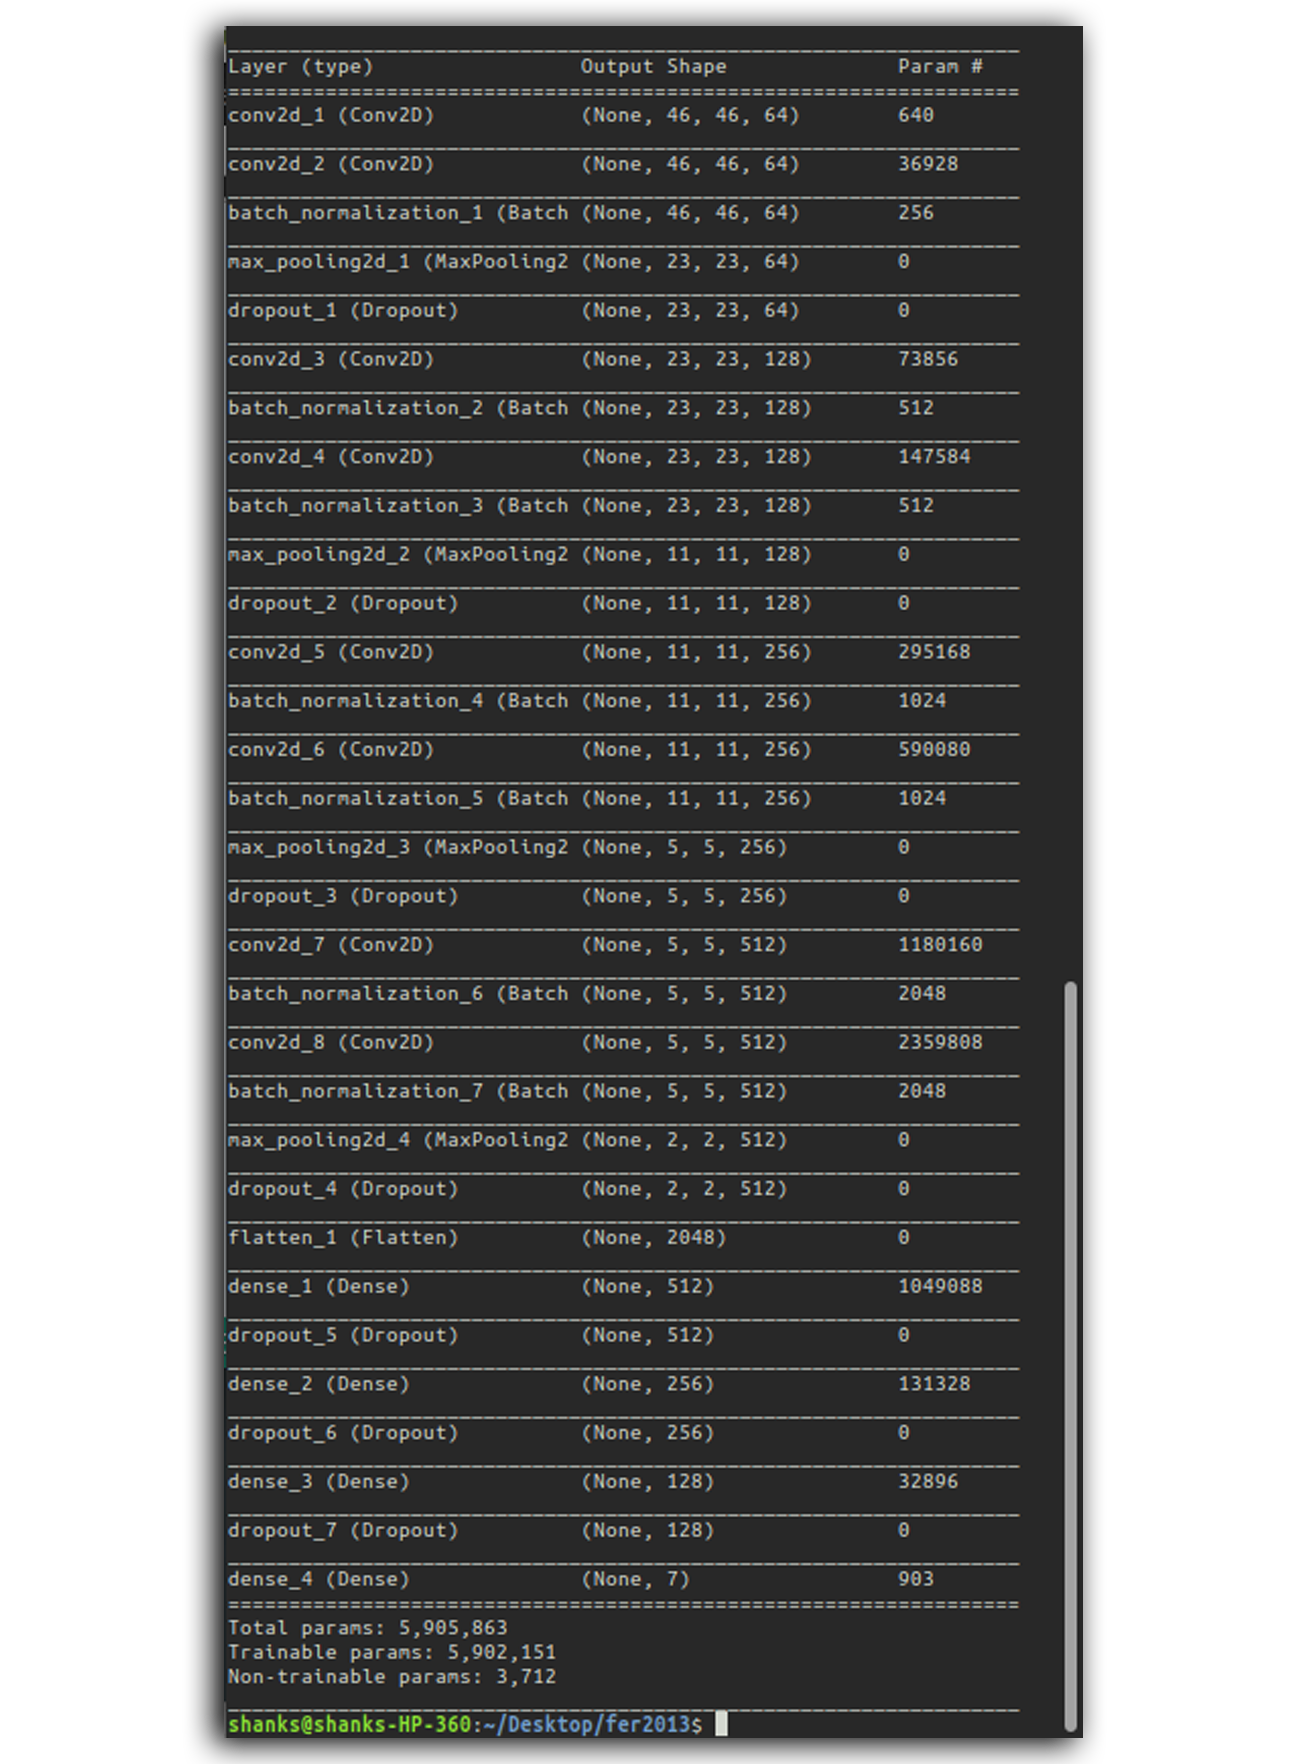 Layer (type) Output Shape Param #
conv2d_1 (Conv2D) (None, 46, 46, 64) 640
conv2d_2 (Conv2D) (None, 46, 46, 64) 36928
batch_normalization_1 (Batch (None, 46, 46, 64) 256
max_pooling2d_1 (MaxPooling2 (None, 23, 23, 64) 0
dropout_1 (Dropout) (None, 23, 23, 64) 0
conv2d_3 (Conv2D) (None, 23, 23, 128) 73856
batch_normalization_2 (Batch (None, 23, 23, 128) 512
conv2d_4 (Conv2D) (None, 23, 23, 128) 147584
batch_normalization_3 (Batch (None, 23, 23, 128) 512
max_pooling2d_2 (MaxPooling2 (None, 11, 11, 128) 0
dropout_2 (Dropout) (None, 11, 11, 128) 0
conv2d_5 (Conv2D) (None, 11, 11, 256) 295168
batch_normalization_4 (Batch (None, 11, 11, 256) 1024
conv2d_6 (Conv2D) (None, 11, 11, 256) 590080
batch_normalization_5 (Batch (None, 11, 11, 256) 1024
max_pooling2d_3 (MaxPooling2 (None, 5, 5, 256) 0
dropout_3 (Dropout) (None, 5, 5, 256) 0
conv2d_7 (Conv2D) (None, 5, 5, 512) 1180160
batch_normalization_6 (Batch (None, 5, 5, 512) 2048
conv2d_8 (Conv2D) (None, 5, 5, 512) 2359808
batch_normalization_7 (Batch (None, 5, 5, 512) 2048
max_pooling2d_4 (MaxPooling2 (None, 2, 2, 512) 0
dropout_4 (Dropout) (None, 2, 2, 512) 0
flatten_1 (Flatten) (None, 2048) 0
dense_1 (Dense) (None, 512) 1049088
dropout_5 (Dropout) (None, 512) 0
dense_2 (Dense) (None, 256) 131328
dropout_6 (Dropout) (None, 256) 0
dense_3 (Dense) (None, 128) 32896
dropout_7 (Dropout) (None, 128) 0
dense_4 (Dense) (None, 7) 903
Total params: 5,905,863
Trainable params: 5,902,151
Non-trainable params: 3,712
shanks@shanks-HP-360:~/Desktop/fer2013$